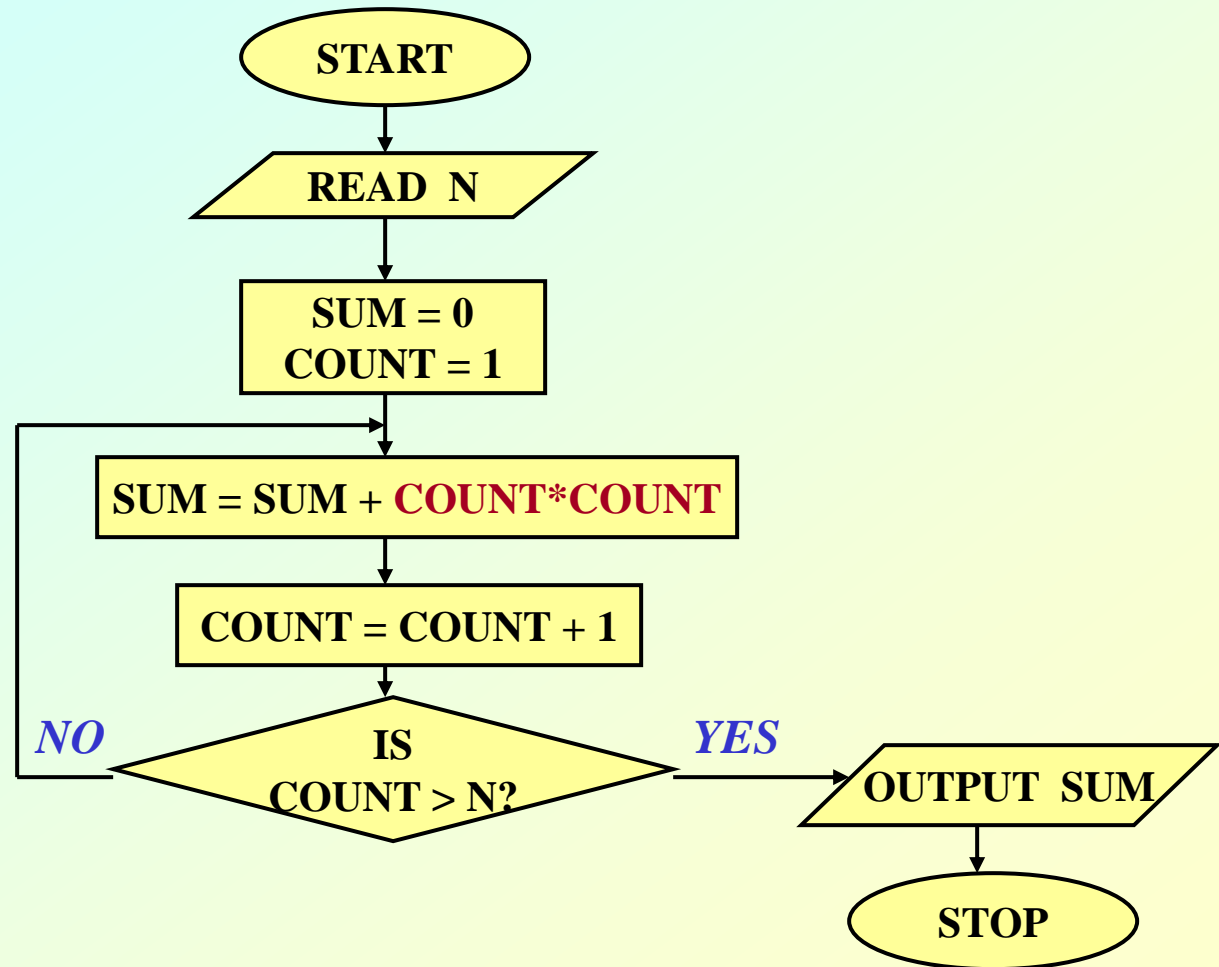 START
READ N
SUM = 0
COUNT = 1
SUM = SUM + COUNT*COUNT
COUNT = COUNT + 1
IS
COUNT > N?
NO
YES
OUTPUT SUM
STOP